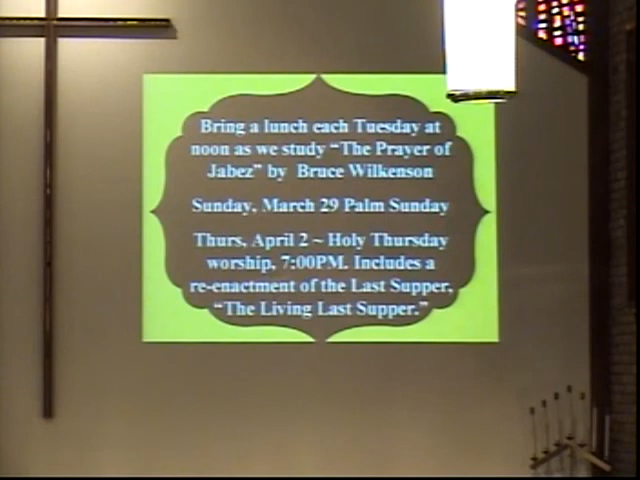 Bring a lunch each Tuesday at
noon as we study “The Prayer of
Jabez” by Bruce Wilkenson
Sunday, March 29 Palm Sunday
Thurs, April 2 ~ Holy Thursday
worship, 7:00PM. Includes a
re-enactment of the Last Supper,
“The Living Last Supper.”